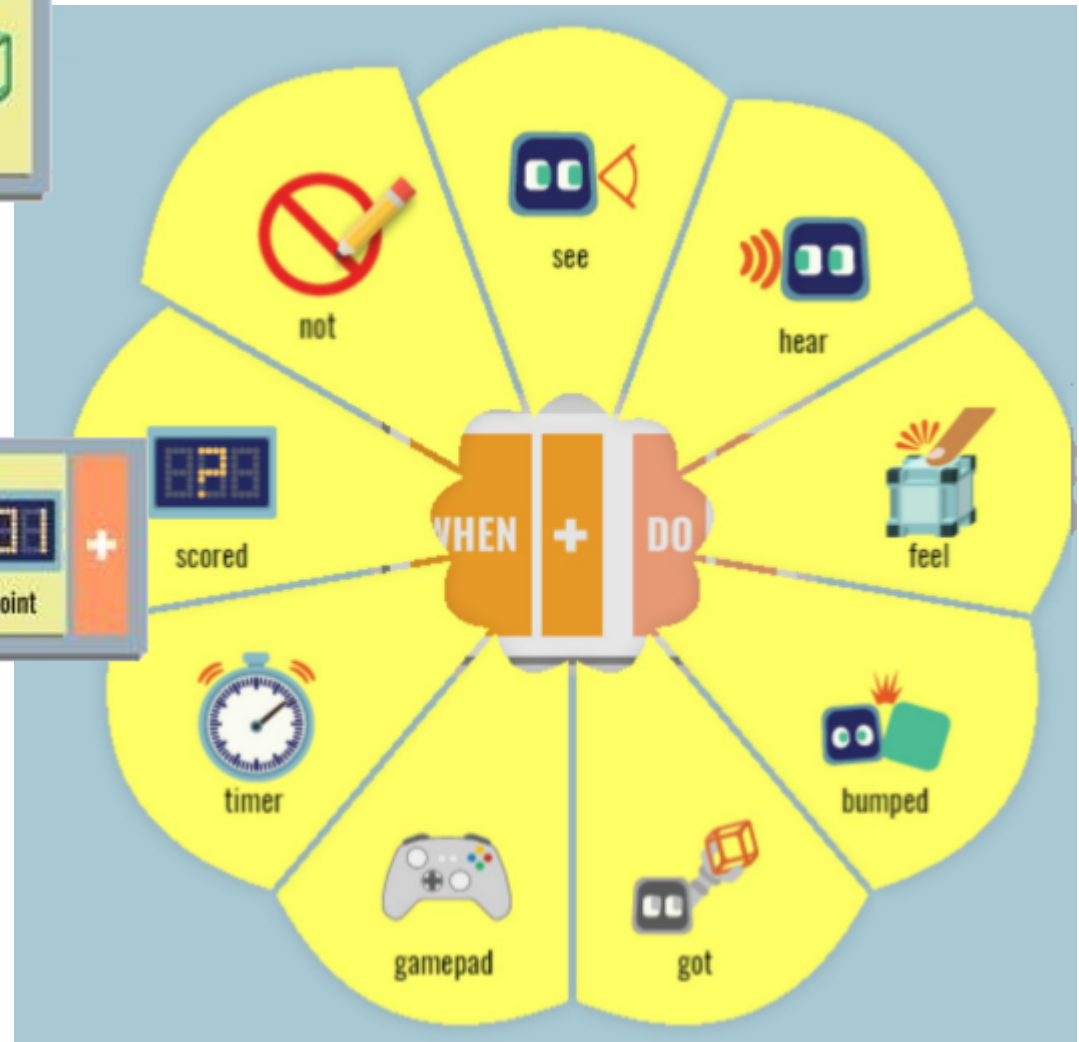 see
not
hear
WHEN + DO
+
?
scored
feel
oint
timer
bumped
gamepad
got